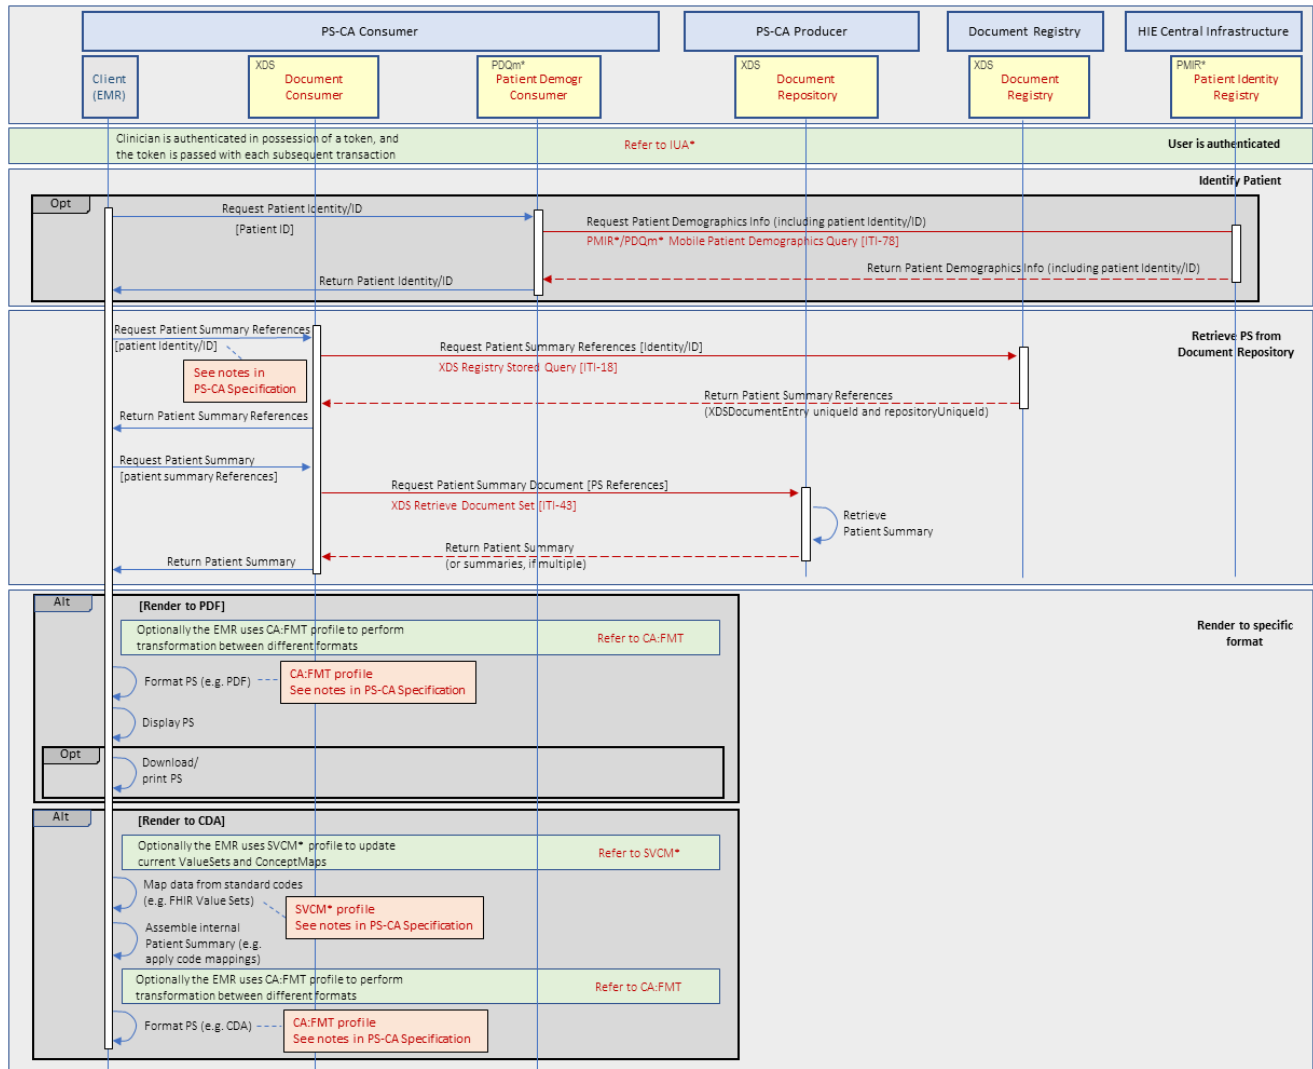 PS-CA Consumer
PS-CA Producer
Document Registry
HIE Central Infrastructure
Client
(EMR)
XDS
Document
Consumer
PDQm*
Patient Demogr
Consumer
XDS
Document
Repository
XDS
Document
Registry
PMIR*
Patient Identity
Registry
Clinician is authenticated in possession of a token, and
the token is passed with each subsequent transaction
Refer to IUA*
User is authenticated
Identify Patient
Opt
Request Patient Identity/ID
[Patient ID]
Request Patient Demographics Info (including patient Identity/ID)
PMIR*/PDQm* Mobile Patient Demographics Query [ITI-78]
Return Patient Demographics Info (including patient Identity/ID)
Return Patient Identity/ID
Retrieve PS from
Document Repository
Request Patient Summary References
[patient Identity/ID]
See notes in
PS-CA Specification
Request Patient Summary References [Identity/ID]
XDS Registry Stored Query [ITI-18]
Return Patient Summary References
(XDSDocumentEntry uniqueId and repositoryUniqueId)
Return Patient Summary References
Request Patient Summary
[patient summary References]
Request Patient Summary Document [PS References]
XDS Retrieve Document Set [ITI-43]
Retrieve
Patient Summary
Return Patient Summary
(or summaries, if multiple)
Return Patient Summary
Render to specific
format
Alt
[Render to PDF]
Optionally the EMR uses CA:FMT profile to perform
transformation between different formats
Refer to CA:FMT
Format PS (e.g. PDF)
CA:FMT profile
See notes in PS-CA Specification
Display PS
Opt
Download/
print PS
Alt
[Render to CDA]
Optionally the EMR uses SVCM* profile to update
current ValueSets and ConceptMaps
Refer to SVCM*
Map data from standard codes
(e.g. FHIR Value Sets)
SVCM* profile
See notes in PS-CA Specification
Assemble internal
Patient Summary (e.g.
apply code mappings)
Optionally the EMR uses CA:FMT profile to perform
transformation between different formats
Refer to CA:FMT
Format PS (e.g. CDA)
CA:FMT profile
See notes in PS-CA Specification